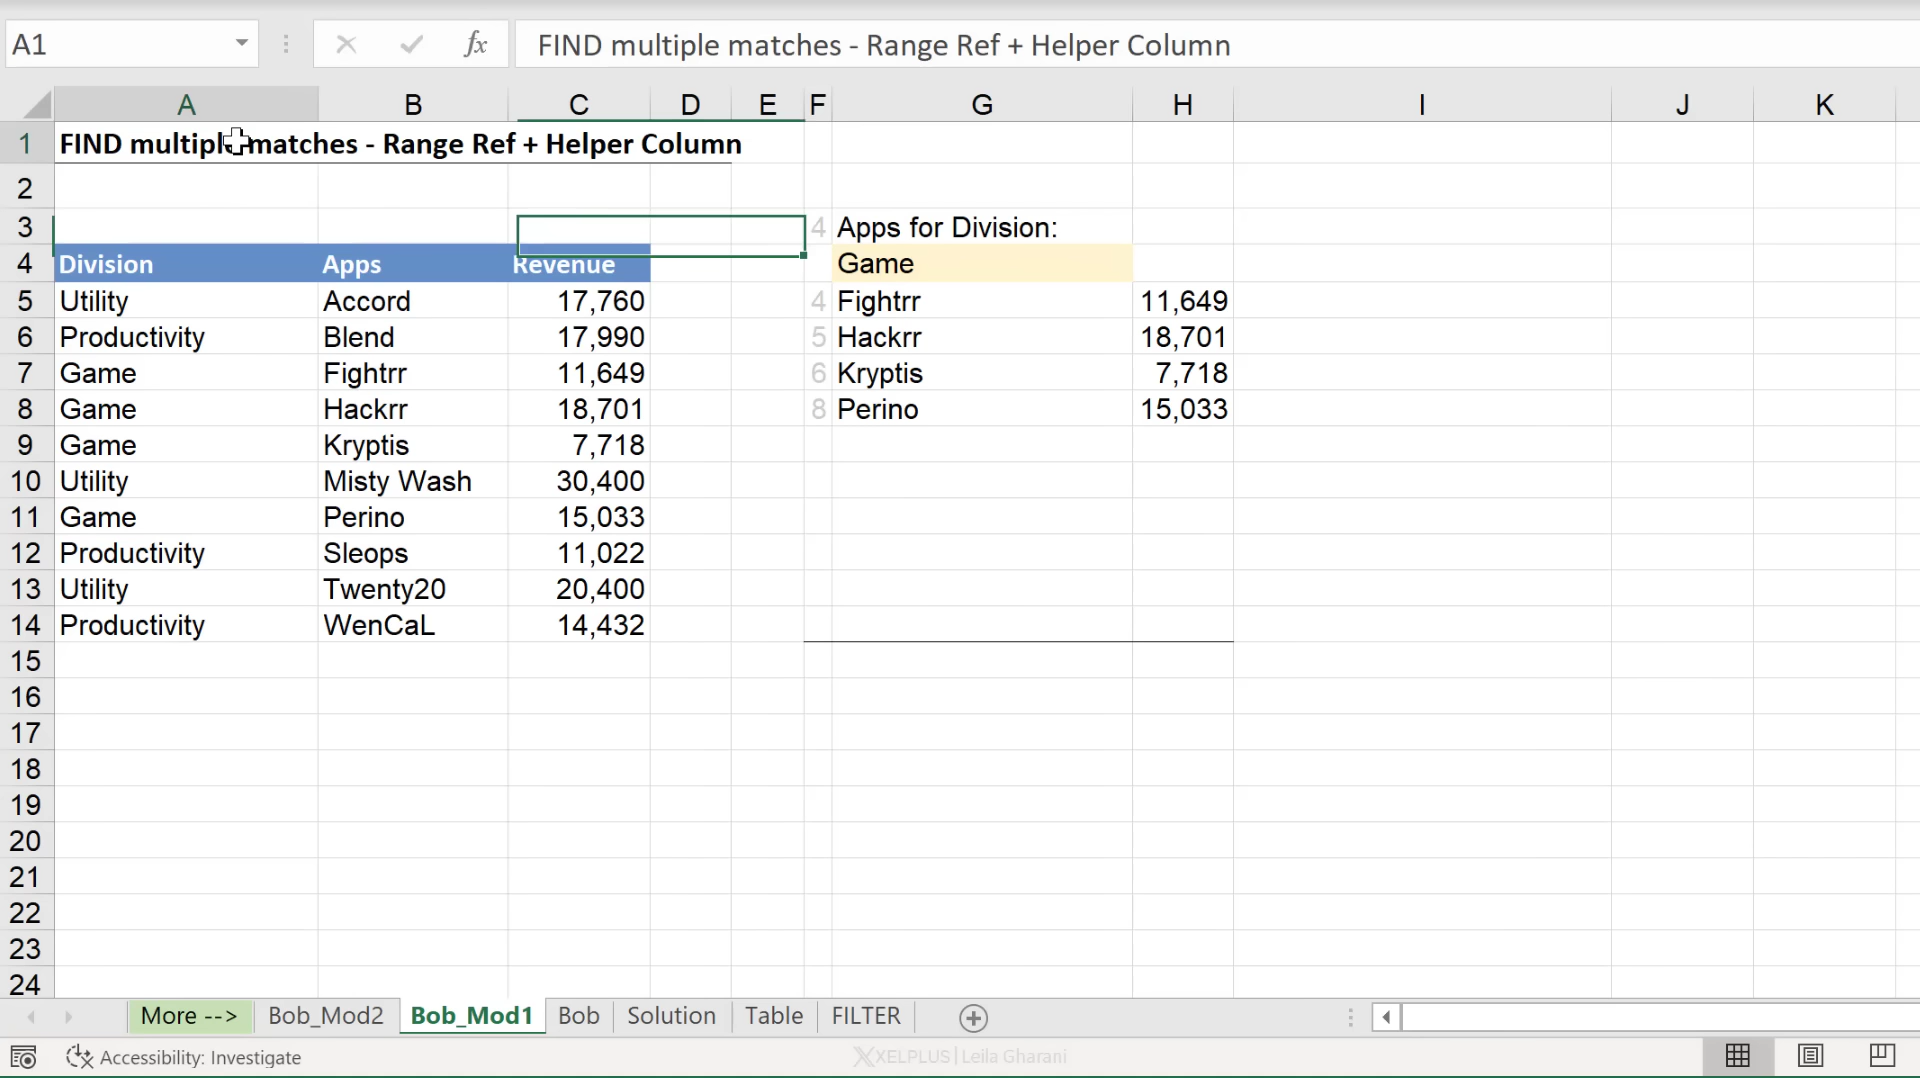 A1 fx FIND multiple matches - Range Ref + Helper Column
A B C D E F G H I J K
1 FIND multiple matches - Range Ref + Helper Column
2
3 4 Apps for Division:
4 Division Apps Revenue Game
5 Utility Accord 17,760 4 Fightrr 11,649
6 Productivity Blend 17,990 5 Hackrr 18,701
7 Game Fightrr 11,649 6 Kryptis 7,718
8 Game Hackrr 18,701 8 Perino 15,033
9 Game Kryptis 7,718
10 Utility Misty Wash 30,400
11 Game Perino 15,033
12 Productivity Sleops 11,022
13 Utility Twenty20 20,400
14 Productivity WenCaL 14,432
15
16
17
18
19
20
21
22
23
24
More --> Bob_Mod2 Bob_Mod1 Bob Solution Table FILTER
Accessibility: Investigate XELPLUS | Leila Gharani